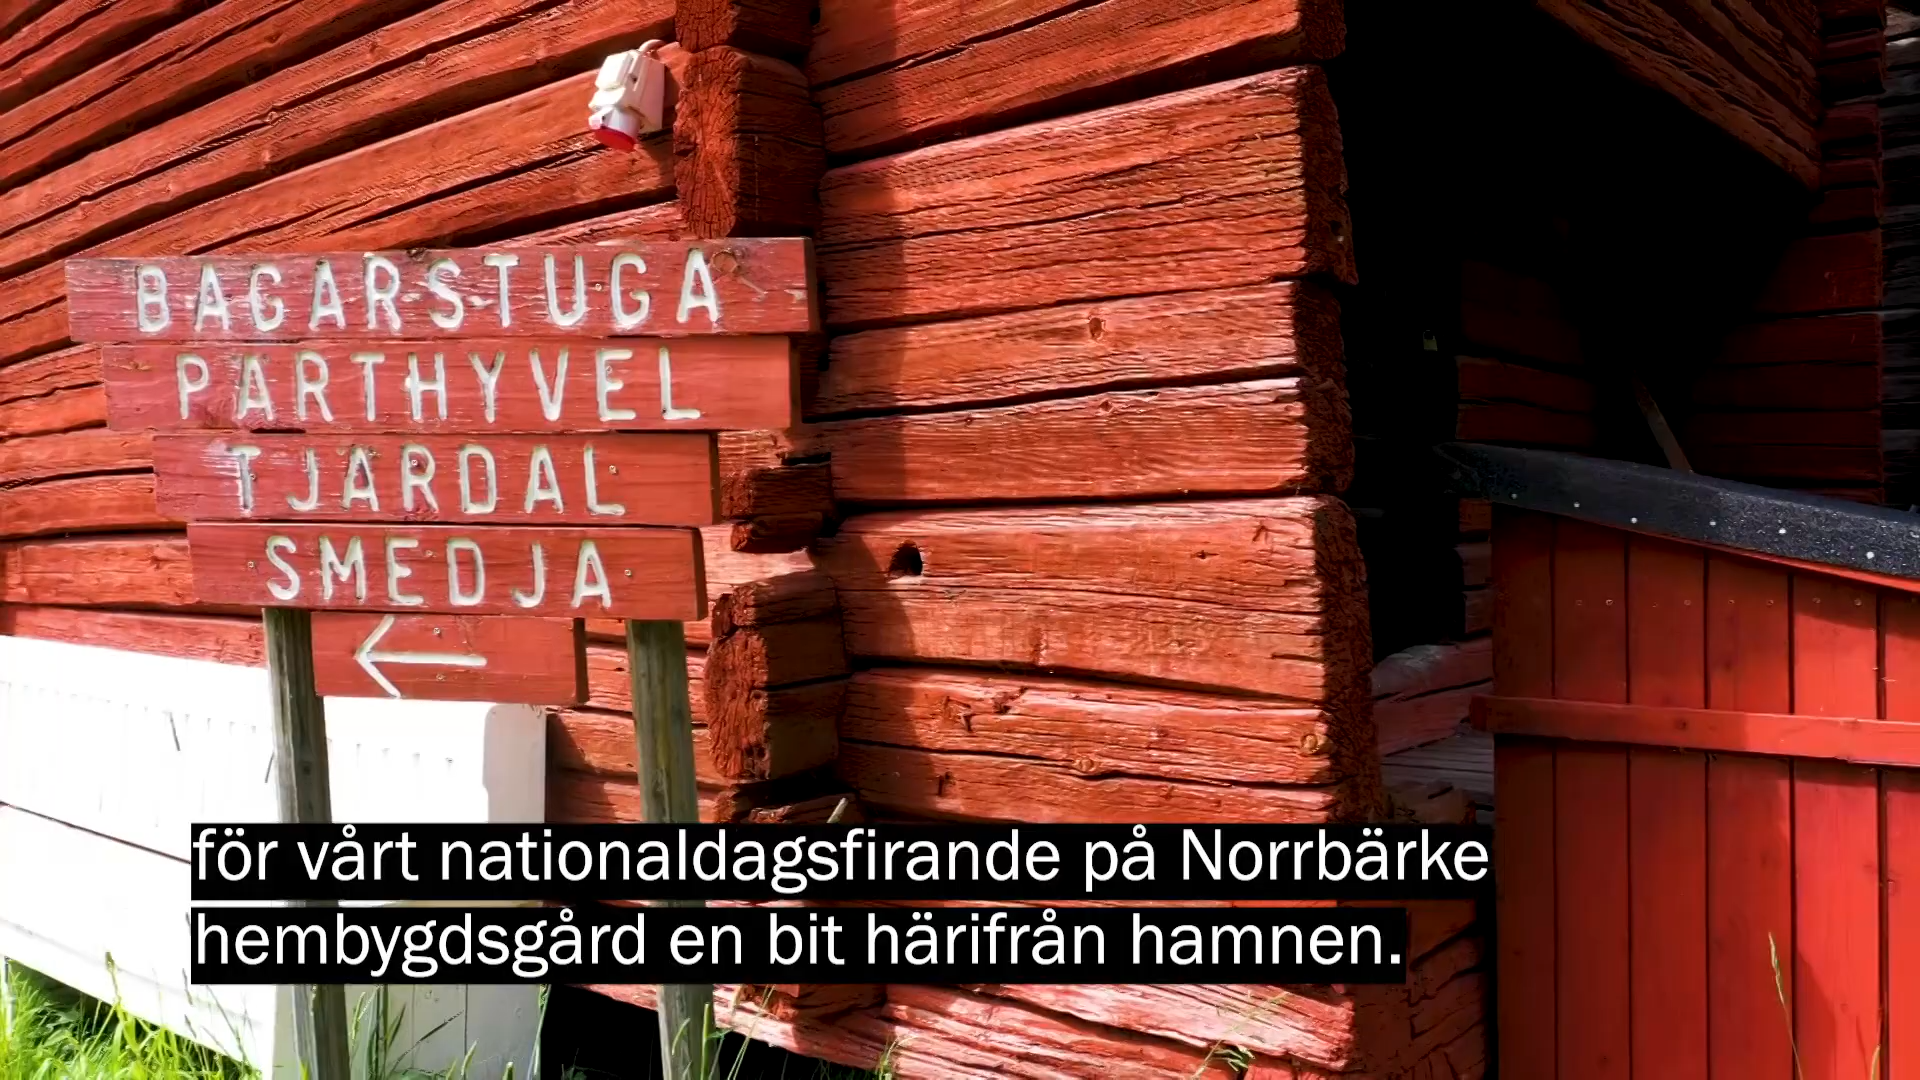 BAGARSTUGA
PÄRTHYVEL
TJÄRDAL
SMEDJA
för vårt nationaldagsfirande på Norrbärke
hembygdsgård en bit härifrån hamnen.